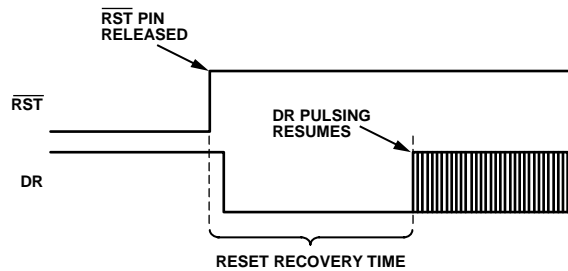 RST PIN
RELEASED
RST
DR PULSING
RESUMES
DR
RESET RECOVERY TIME